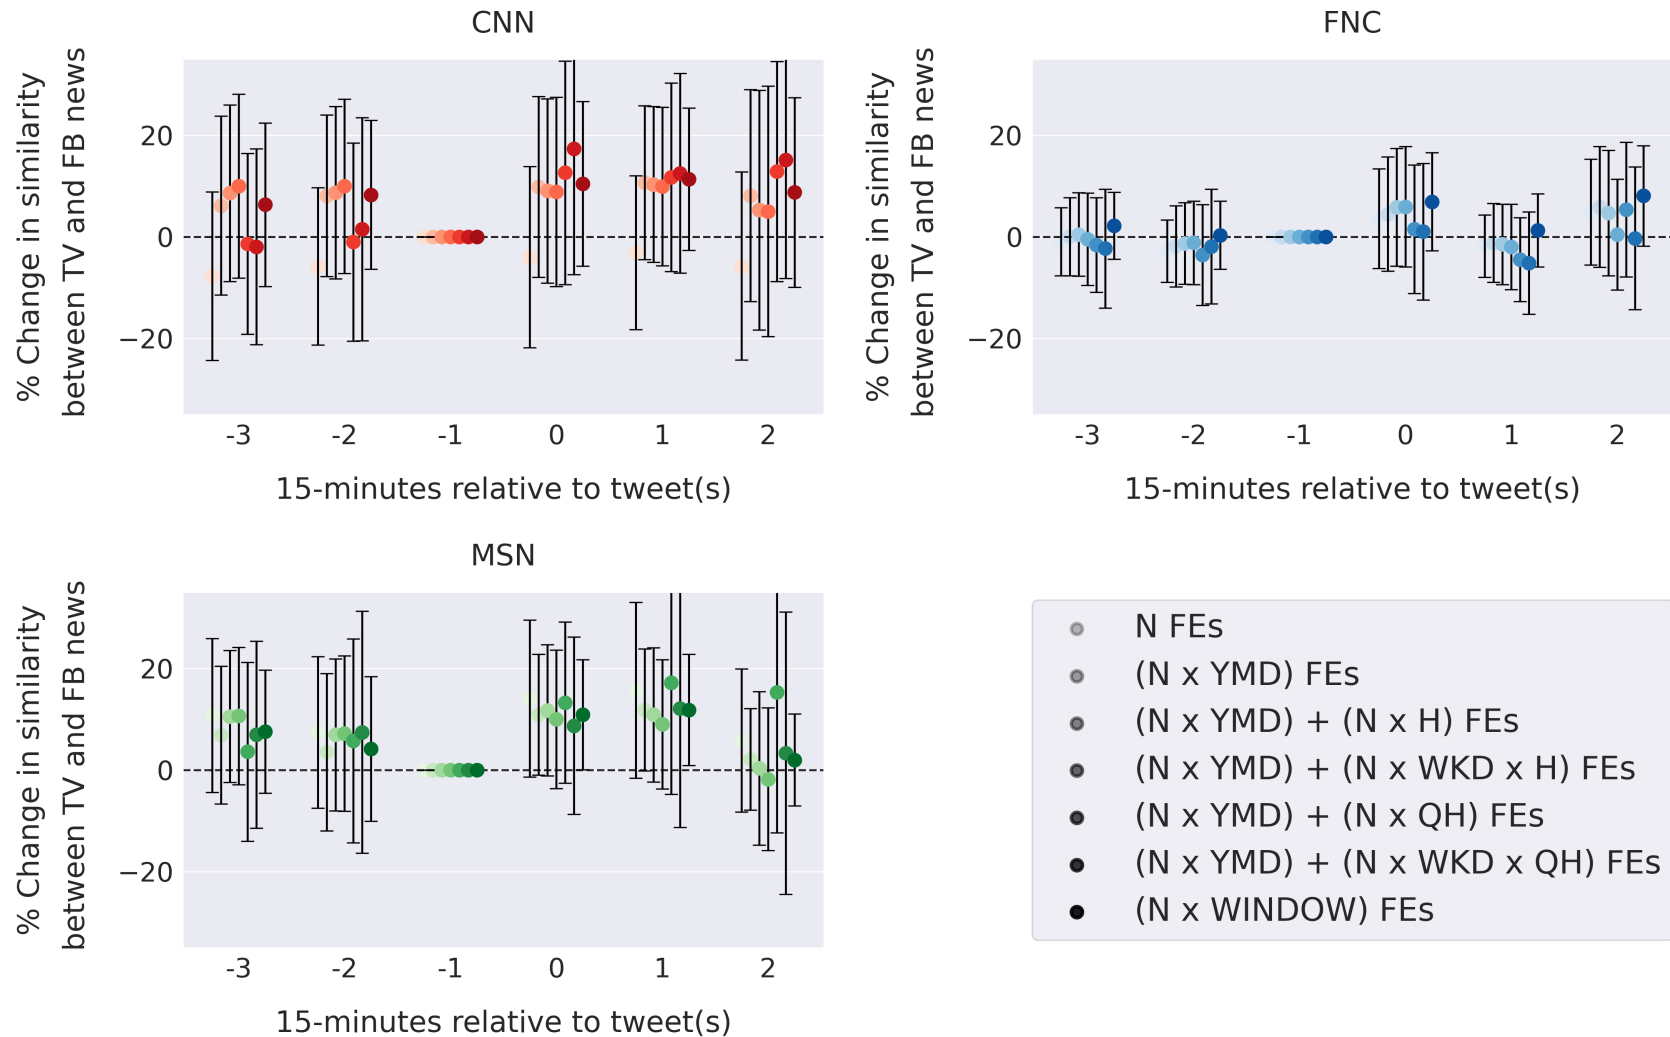 CNN
% Change in similarity
between TV and FB news
20
0
−20
-3 -2 -1 0 1 2
15-minutes relative to tweet(s)
FNC
% Change in similarity
between TV and FB news
20
0
−20
-3 -2 -1 0 1 2
15-minutes relative to tweet(s)
MSN
% Change in similarity
between TV and FB news
20
0
−20
-3 -2 -1 0 1 2
15-minutes relative to tweet(s)
N FEs
(N x YMD) FEs
(N x YMD) + (N x H) FEs
(N x YMD) + (N x WKD x H) FEs
(N x YMD) + (N x QH) FEs
(N x YMD) + (N x WKD x QH) FEs
(N x WINDOW) FEs